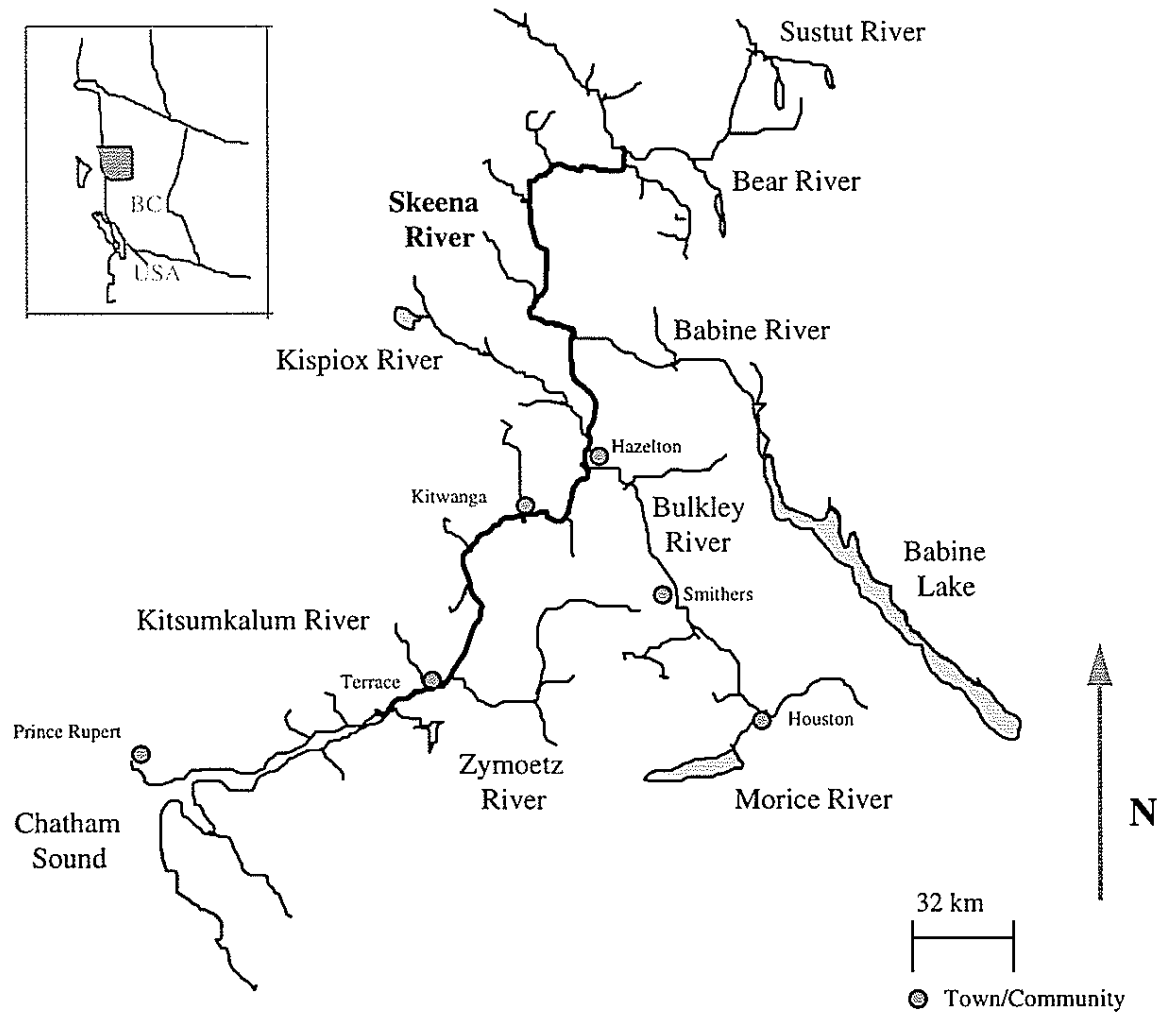 Sustut River
Bear River
BC
USA
Skeena
River
Babine River
Kispiox River
Hazelton
Kitwanga
Bulkley
River
Babine
Lake
Smithers
Kitsumkalum River
Terrace
Houston
Prince Rupert
Zymoetz
River
Morice River
Chatham
Sound
N
32 km
Town/Community